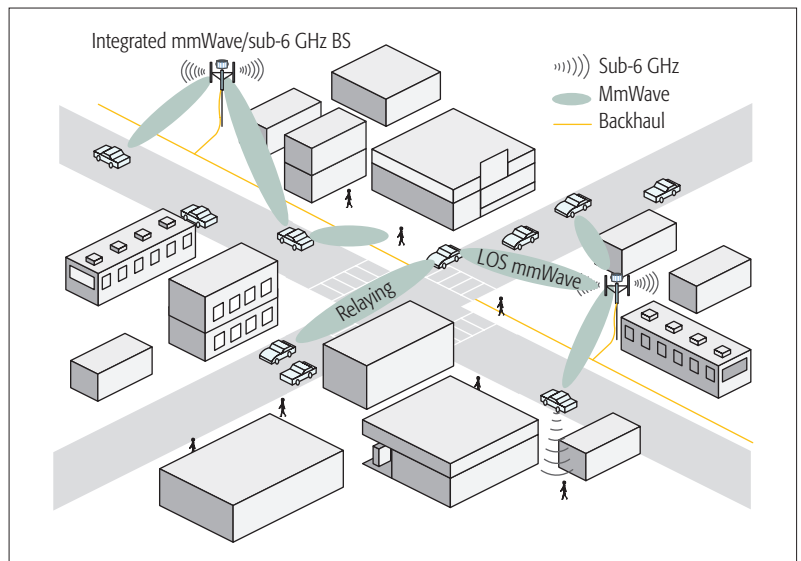 Integrated mmWave/sub-6 GHz BS
Sub-6 GHz
MmWave
Backhaul
LOS mmWave
Relaying